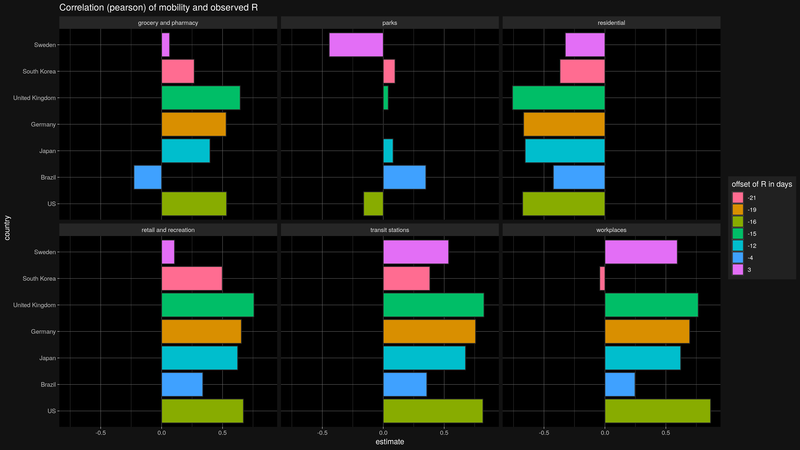 Correlation (pearson) of mobility and observed R
grocery and pharmacy
parks
residential
Sweden
South Korea
United Kingdom
Germany
Japan
Brazil
US
retail and recreation
transit stations
workplaces
Sweden
South Korea
United Kingdom
Germany
Japan
Brazil
US
-0.5 0.0 0.5
-0.5 0.0 0.5
-0.5 0.0 0.5
estimate
country
offset of R in days
-21
-19
-16
-15
-12
-4
3